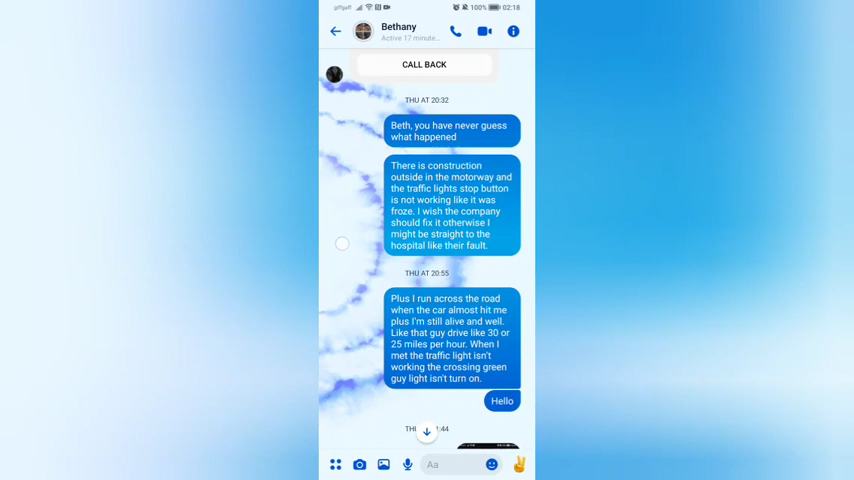 giffgaff
100%
02:18
Bethany
Active 17 minute...
CALL BACK
THU AT 20:32
Beth, you have never guess
what happened
There is construction
outside in the motorway and
the traffic lights stop button
is not working like it was
froze. I wish the company
should fix it otherwise I
might be straight to the
hospital like their fault.
THU AT 20:55
Plus I run across the road
when the car almost hit me
plus I'm still alive and well.
Like that guy drive like 30 or
25 miles per hour. When I
met the traffic light isn't
working the crossing green
guy light isn't turn on.
Hello
Aa